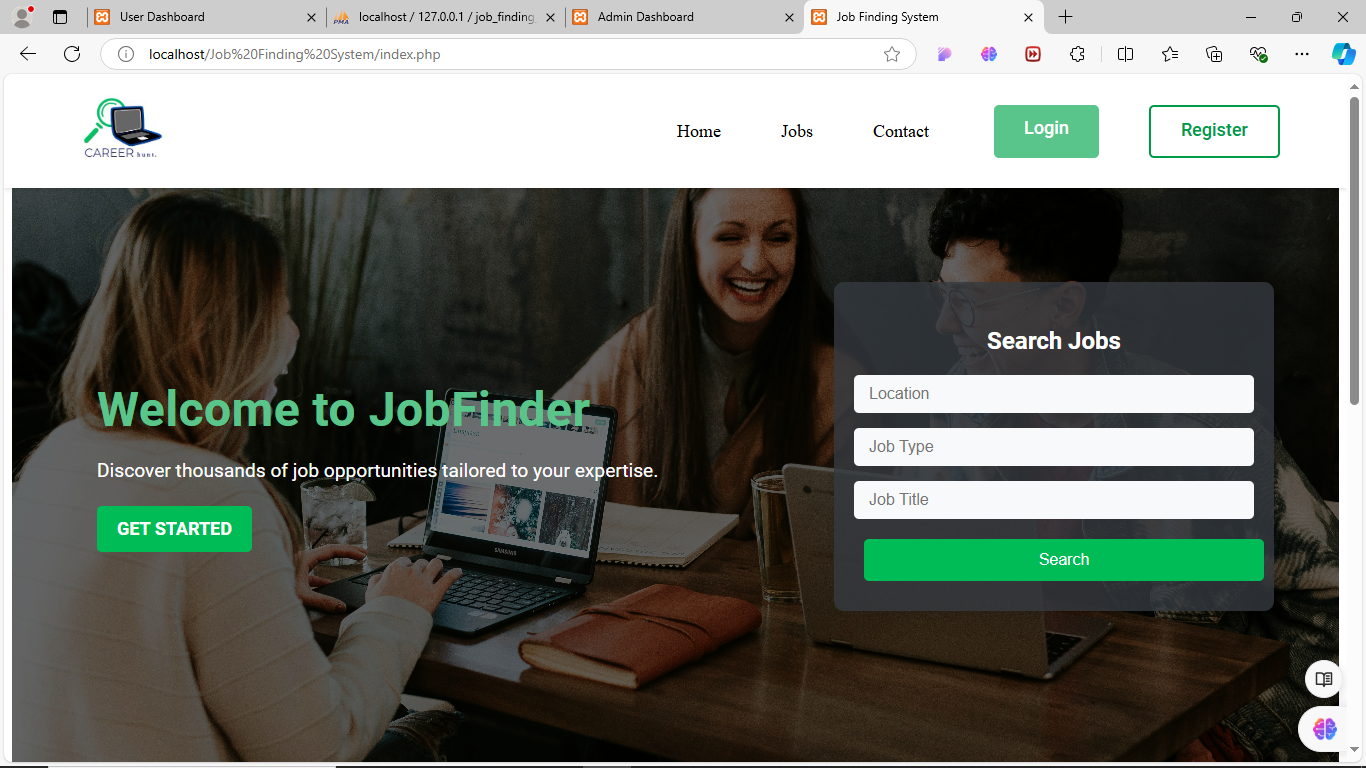 User Dashboard
localhost / 127.0.0.1 / job_finding_
Admin Dashboard
Job Finding System
localhost/Job%20Finding%20System/index.php
CAREER hunt.
Home
Jobs
Contact
Login
Register
Welcome to JobFinder
Discover thousands of job opportunities tailored to your expertise.
GET STARTED
SAMSUNG
Search Jobs
Location
Job Type
Job Title
Search